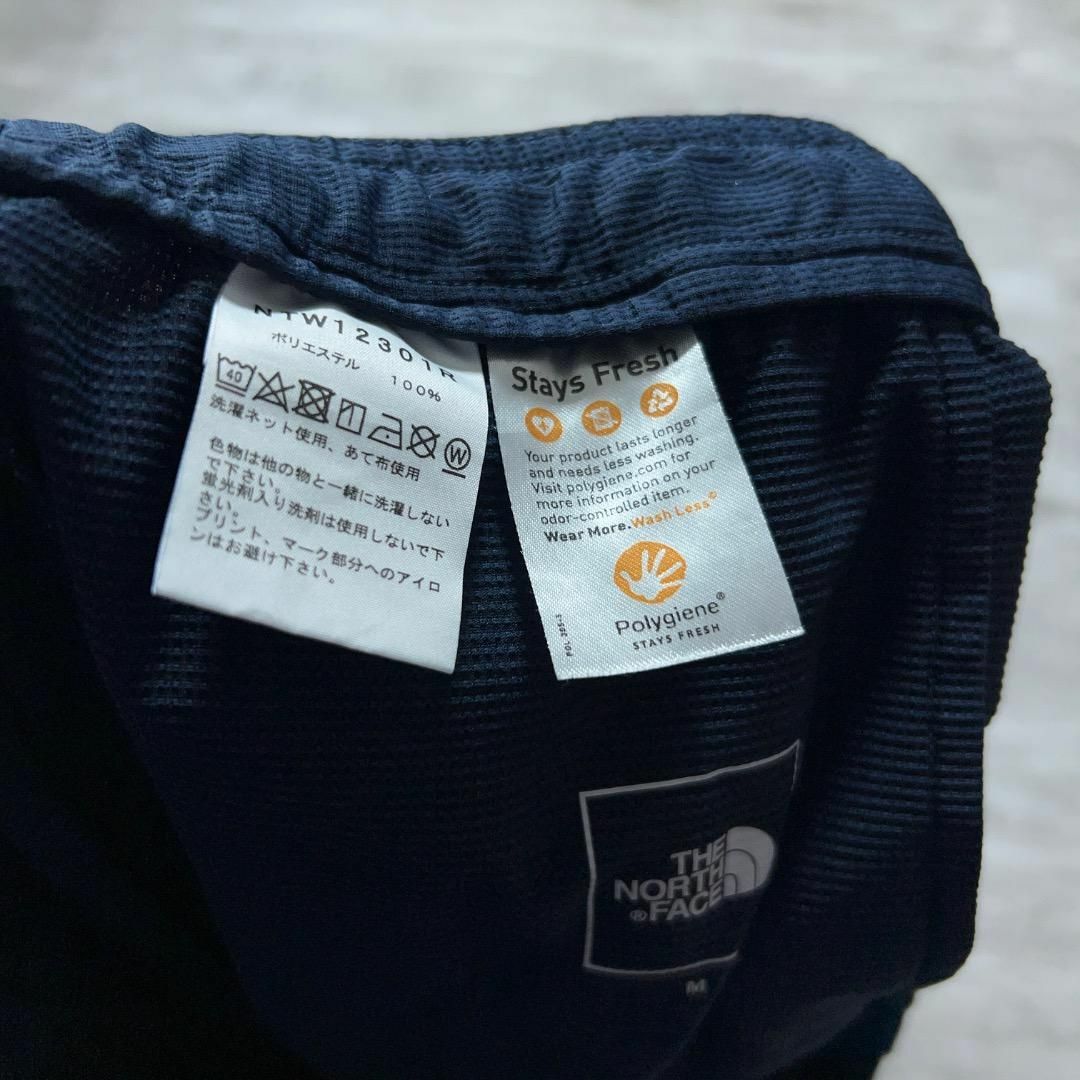 NTW12301R
ポリエステル 100%
40
W
洗濯ネット使用、あて布使用
色物は他の物と一緒に洗濯しない
で下さい。
蛍光剤入り洗剤は使用しないで下
さい。
プリント、マーク部分へのアイロ
ンはお避け下さい。
Stays Fresh
Your product lasts longer
and needs less washing.
Visit polygiene.com for
more information on your
odor-controlled item.
Wear More.Wash Less©
Polygiene®
STAYS FRESH
THE
NORTH
®FACE
M